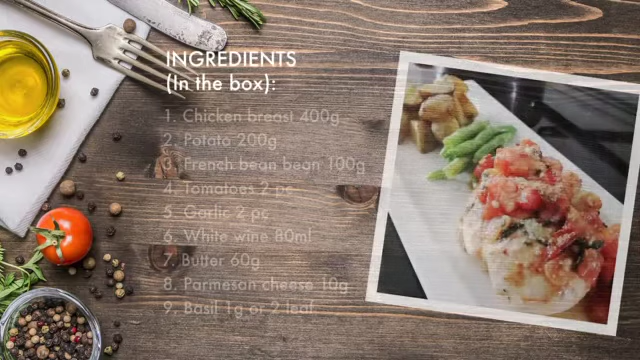 INGREDIENTS
(In the box):
1. Chicken breast 400g
2. Potato 200g
3. French bean bean 100g
4. Tomatoes 2 pc
5. Garlic 2 pc
6. White wine 80ml
7. Butter 60g
8. Parmesan cheese 10g
9. Basil 1g or 2 leaf